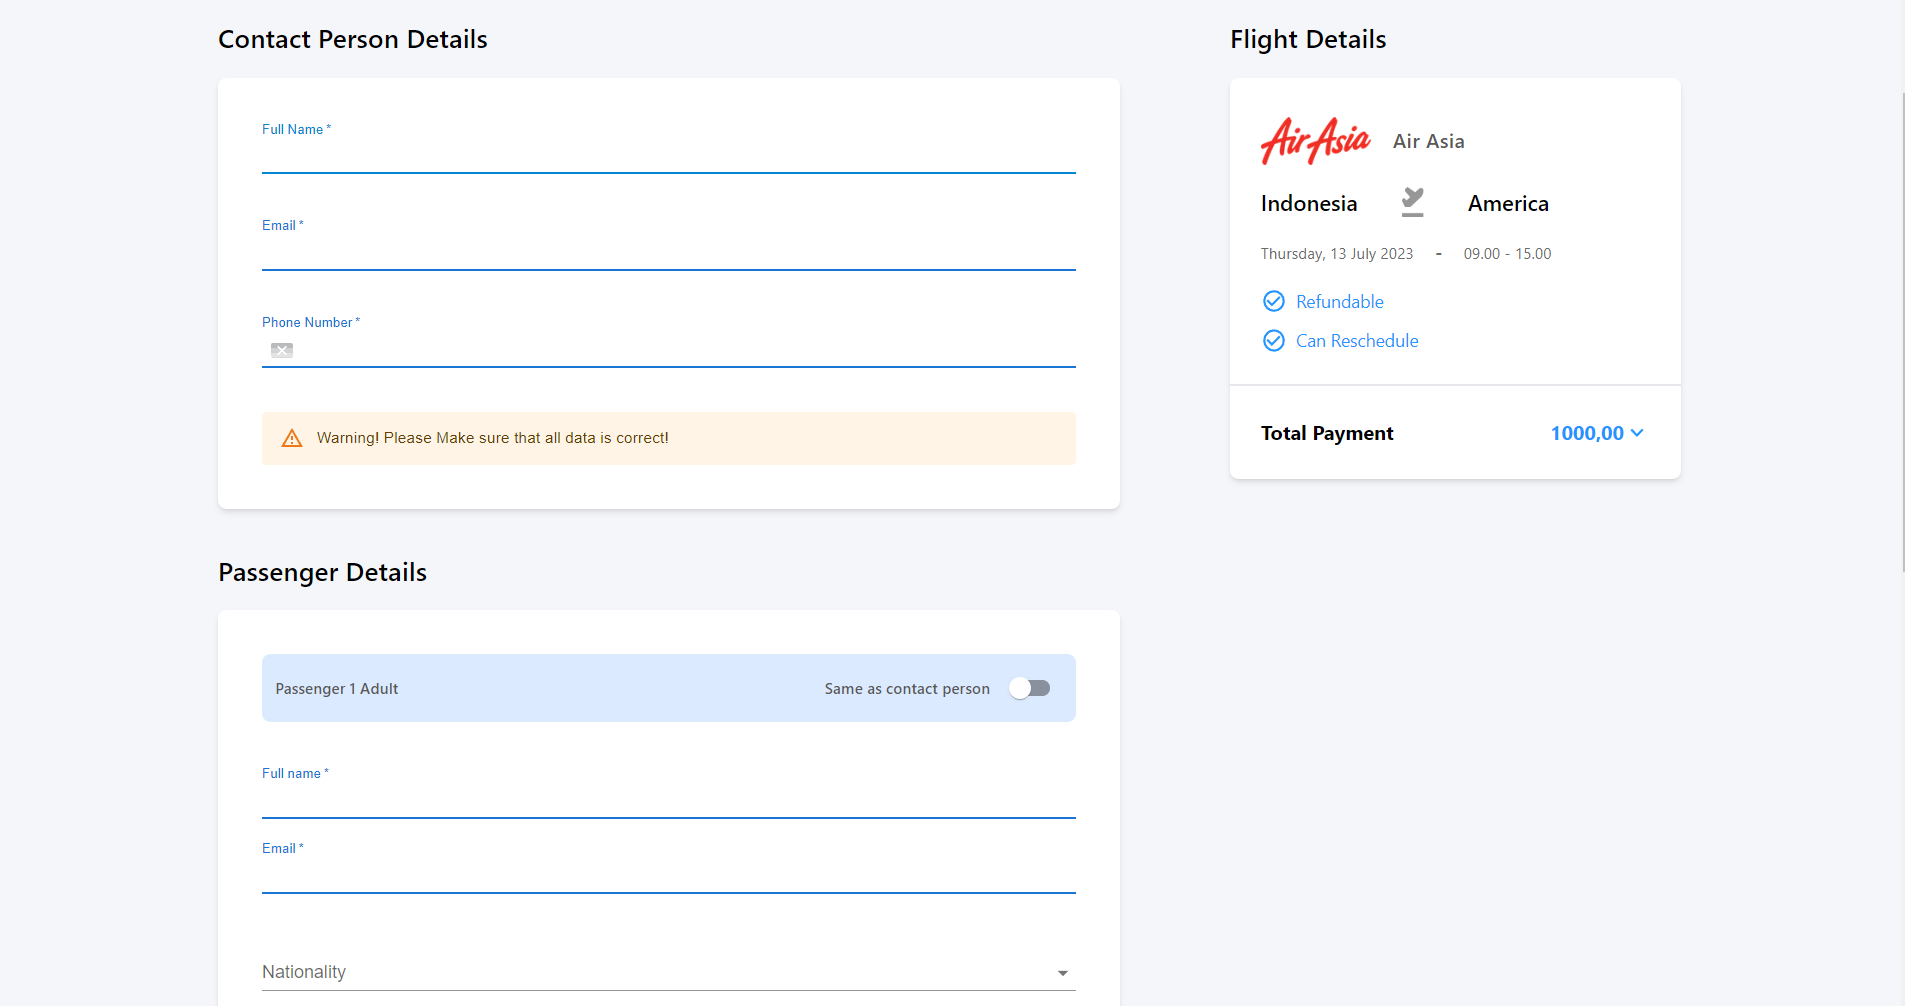 Contact Person Details
Full Name *
Email *
Phone Number *
Warning! Please Make sure that all data is correct!
Passenger Details
Passenger 1 Adult Same as contact person
Full name *
Email *
Nationality
Flight Details
AirAsia Air Asia
Indonesia America
Thursday, 13 July 2023 - 09.00 - 15.00
Refundable
Can Reschedule
Total Payment 1000,00